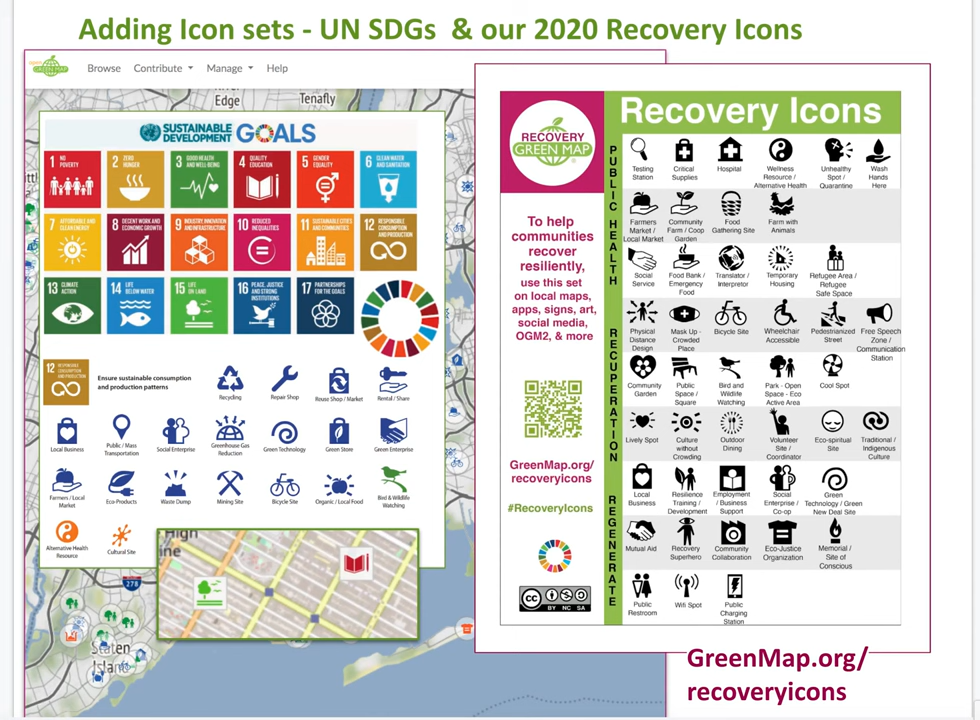 Adding Icon sets - UN SDGs & our 2020 Recovery Icons
GREEN MAP
Browse Contribute Manage Help
Edge
Tenafly
SUSTAINABLE DEVELOPMENT GOALS
1 NO POVERTY
2 ZERO HUNGER
3 GOOD HEALTH AND WELL-BEING
4 QUALITY EDUCATION
5 GENDER EQUALITY
6 CLEAN WATER AND SANITATION
7 AFFORDABLE AND CLEAN ENERGY
8 DECENT WORK AND ECONOMIC GROWTH
9 INDUSTRY, INNOVATION AND INFRASTRUCTURE
10 REDUCED INEQUALITIES
11 SUSTAINABLE CITIES AND COMMUNITIES
12 RESPONSIBLE CONSUMPTION AND PRODUCTION
13 CLIMATE ACTION
14 LIFE BELOW WATER
15 LIFE ON LAND
16 PEACE, JUSTICE AND STRONG INSTITUTIONS
17 PARTNERSHIPS FOR THE GOALS
12 RESPONSIBLE CONSUMPTION AND PRODUCTION
Ensure sustainable consumption
and production patterns
Recycling
Repair Shop
Reuse Shop / Market
Rental / Share
Local Business
Public / Mass
Transportation
Social Enterprise
Greenhouse Gas
Reduction
Green Technology
Green Store
Green Enterprise
Farmers / Local
Market
Eco-Products
Waste Dump
Mining Site
Bicycle Site
Organic / Local Food
Bird & Wildlife
Watching
Alternative Health
Resource
Cultural Site
High
ne
278
Staten
Island
RECOVERY
GREEN MAP
To help
communities
recover
resiliently,
use this set
on local maps,
apps, signs, art,
social media,
OGM2, & more
GreenMap.org/
recoveryicons
#RecoveryIcons
CC BY NC SA
Recovery Icons
PUBLIC HEALTH
Testing
Station
Critical
Supplies
Hospital
Wellness
Resource /
Alternative Health
Unhealthy
Spot /
Quarantine
Wash
Hands
Here
Farmers
Market /
Local Market
Community
Farm / Coop
Garden
Food
Gathering Site
Farm with
Animals
Social
Service
Food Bank /
Emergency
Food
Translator /
Interpretor
Temporary
Housing
Refugee Area /
Refugee
Safe Space
RECUPERATION
Physical
Distance
Design
Mask Up -
Crowded
Place
Bicycle Site
Wheelchair
Accessible
Pedestrianized
Street
Free Speech
Zone /
Communication
Station
Community
Garden
Public
Space /
Square
Bird and
Wildlife
Watching
Park - Open
Space - Eco
Active Area
Cool Spot
Lively Spot
Culture
without
Crowding
Outdoor
Dining
Volunteer
Site /
Coordinator
Eco-spiritual
Site
Traditional /
Indigenous
Culture
REGENERATE
Local
Business
Resilience
Training /
Development
Employment
/ Business
Support
Social
Enterprise /
Co-op
Green
Technology / Green
New Deal Site
Mutual Aid
Recovery
Superhero
Community
Collaboration
Eco-Justice
Organization
Memorial /
Site of
Conscious
Public
Restroom
Wifi Spot
Public
Charging
Station
GreenMap.org/
recoveryicons